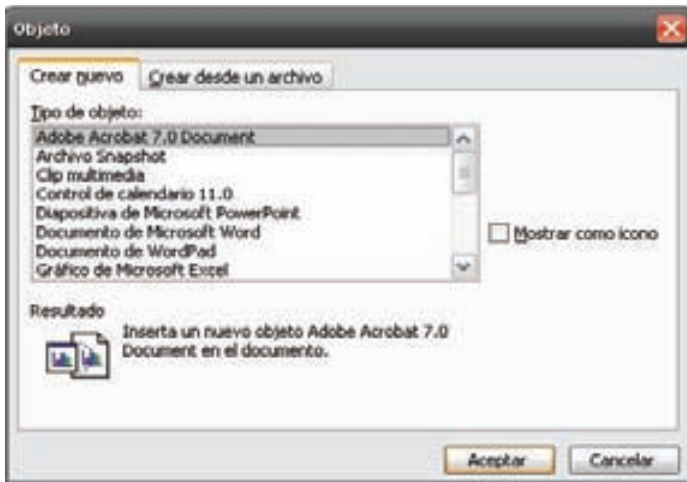 Objeto
Crear nuevo
Crear desde un archivo
Tipo de objeto:
Adobe Acrobat 7.0 Document
Archivo Snapshot
Clip multimedia
Control de calendario 11.0
Diapositiva de Microsoft PowerPoint
Documento de Microsoft Word
Documento de WordPad
Gráfico de Microsoft Excel
Mostrar como icono
Resultado
Inserta un nuevo objeto Adobe Acrobat 7.0
Document en el documento.
Aceptar
Cancelar